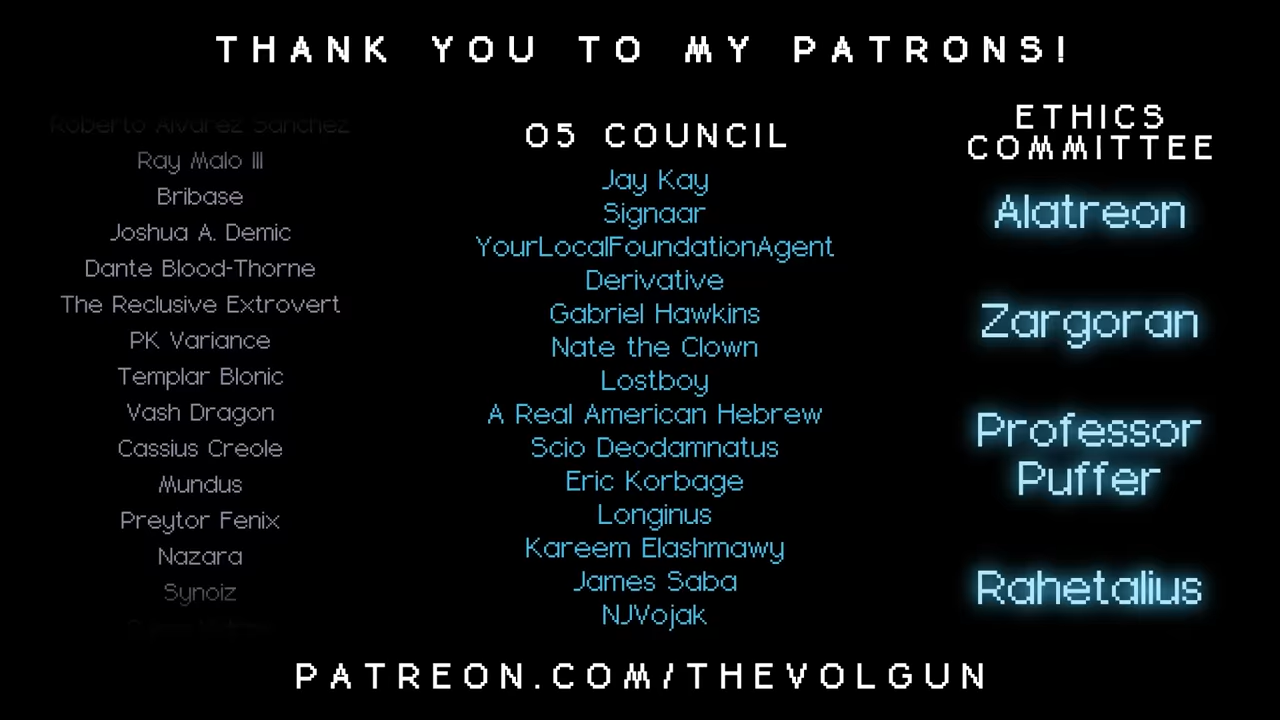 THANK YOU TO MY PATRONS!
Roberto Alvarez Sanchez
Ray Malo III
Bribase
Joshua A. Demic
Dante Blood-Thorne
The Reclusive Extrovert
PK Variance
Templar Blonic
Vash Dragon
Cassius Creole
Mundus
Preytor Fenix
Nazara
Synoiz
05 COUNCIL
Jay Kay
Signaar
YourLocalFoundationAgent
Derivative
Gabriel Hawkins
Nate the Clown
Lostboy
A Real American Hebrew
Scio Deodamnatus
Eric Korbage
Longinus
Kareem Elashmawy
James Saba
NJVojak
ETHICS
COMMITTEE
Alatreon
Zargoran
Professor
Puffer
Rahetalius
PATREON.COM/THEVOLGUN